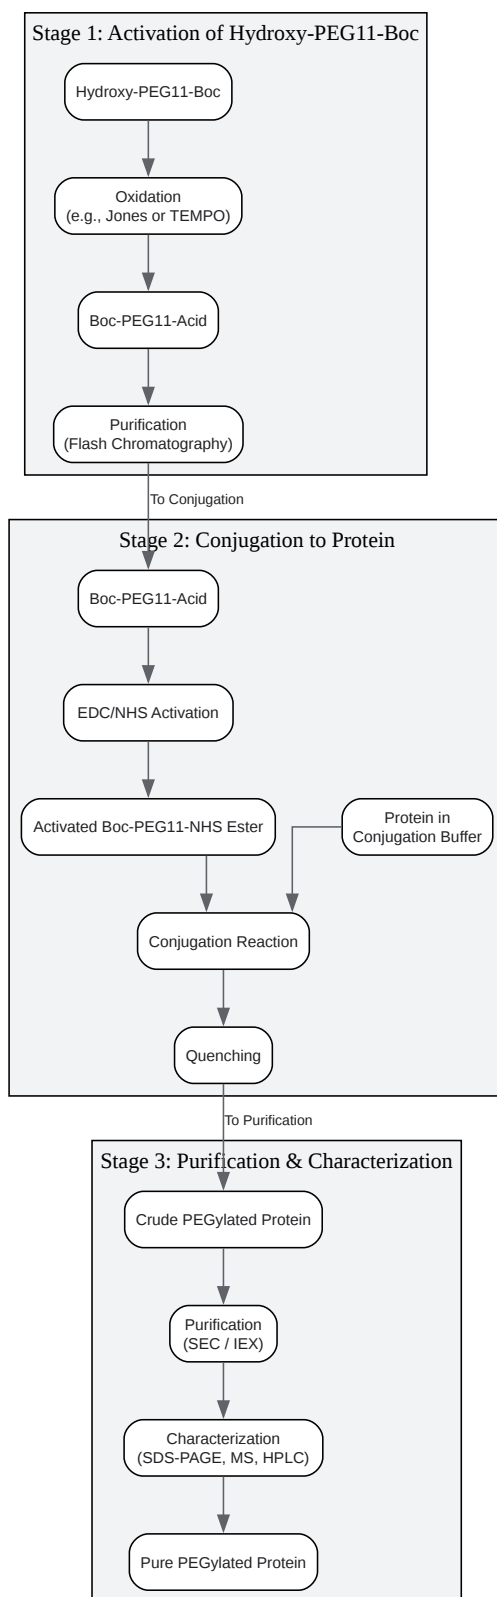 Stage 1: Activation of Hydroxy-PEG11-Boc
Hydroxy-PEG11-Boc
Oxidation
(e.g., Jones or TEMPO)
Boc-PEG11-Acid
Purification
(Flash Chromatography)
To Conjugation
Stage 2: Conjugation to Protein
Boc-PEG11-Acid
EDC/NHS Activation
Activated Boc-PEG11-NHS Ester
Protein in
Conjugation Buffer
Conjugation Reaction
Quenching
To Purification
Stage 3: Purification & Characterization
Crude PEGylated Protein
Purification
(SEC / IEX)
Characterization
(SDS-PAGE, MS, HPLC)
Pure PEGylated Protein